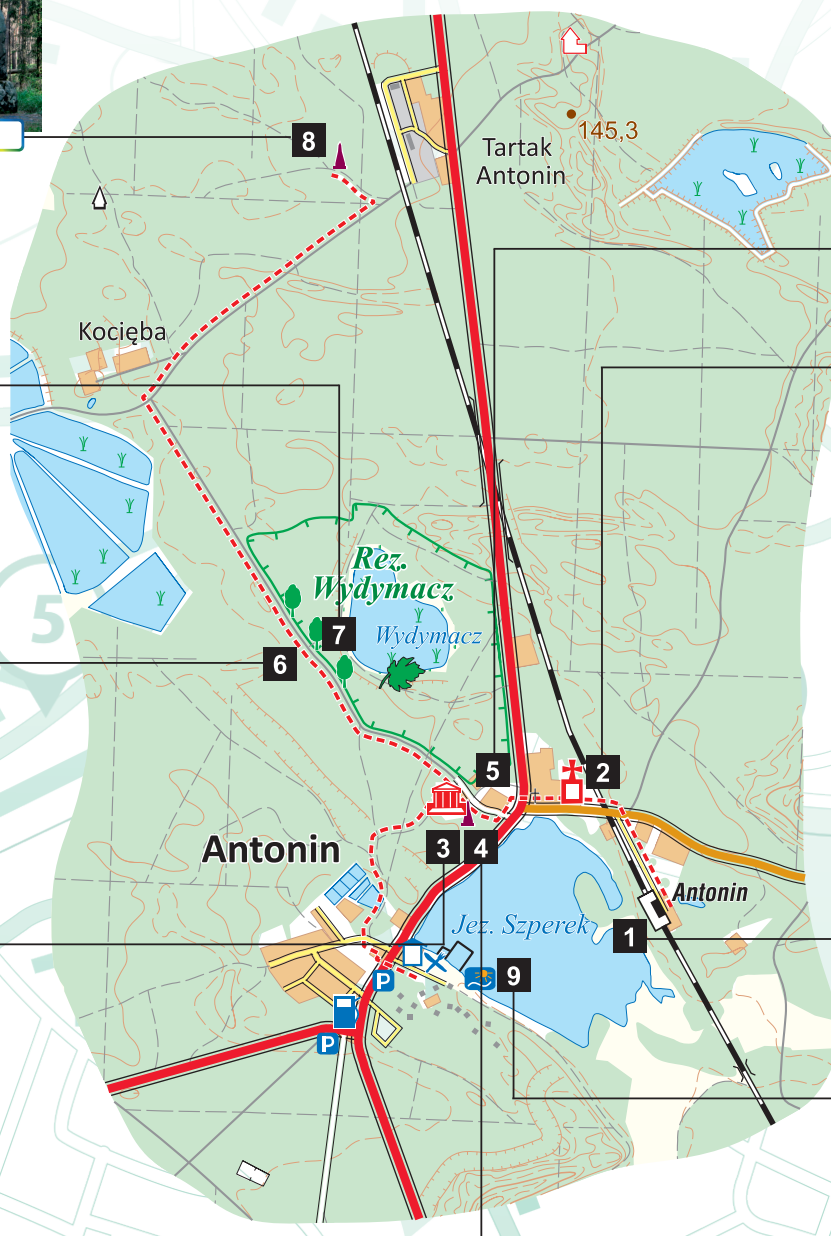 8
145,3
Tartak
Antonin
Kocięba
Rez.
Wydymacz
7
Wydymacz
5
6
5
2
Antonin
3
4
Antonin
Jez. Szperek
1
9
P
P